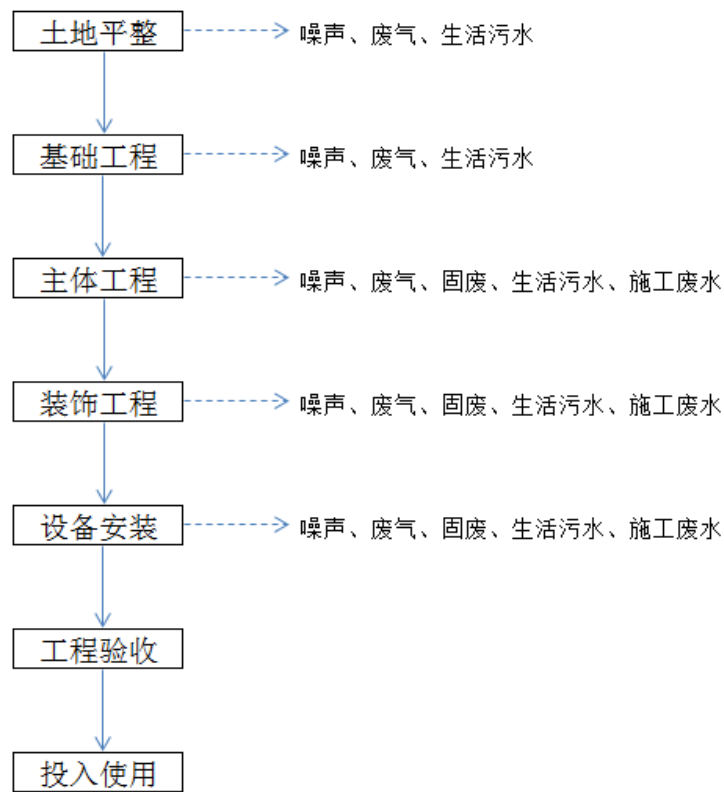 土地平整 噪声、废气、生活污水
基础工程 噪声、废气、生活污水
主体工程 噪声、废气、固废、生活污水、施工废水
装饰工程 噪声、废气、固废、生活污水、施工废水
设备安装 噪声、废气、固废、生活污水、施工废水
工程验收
投入使用